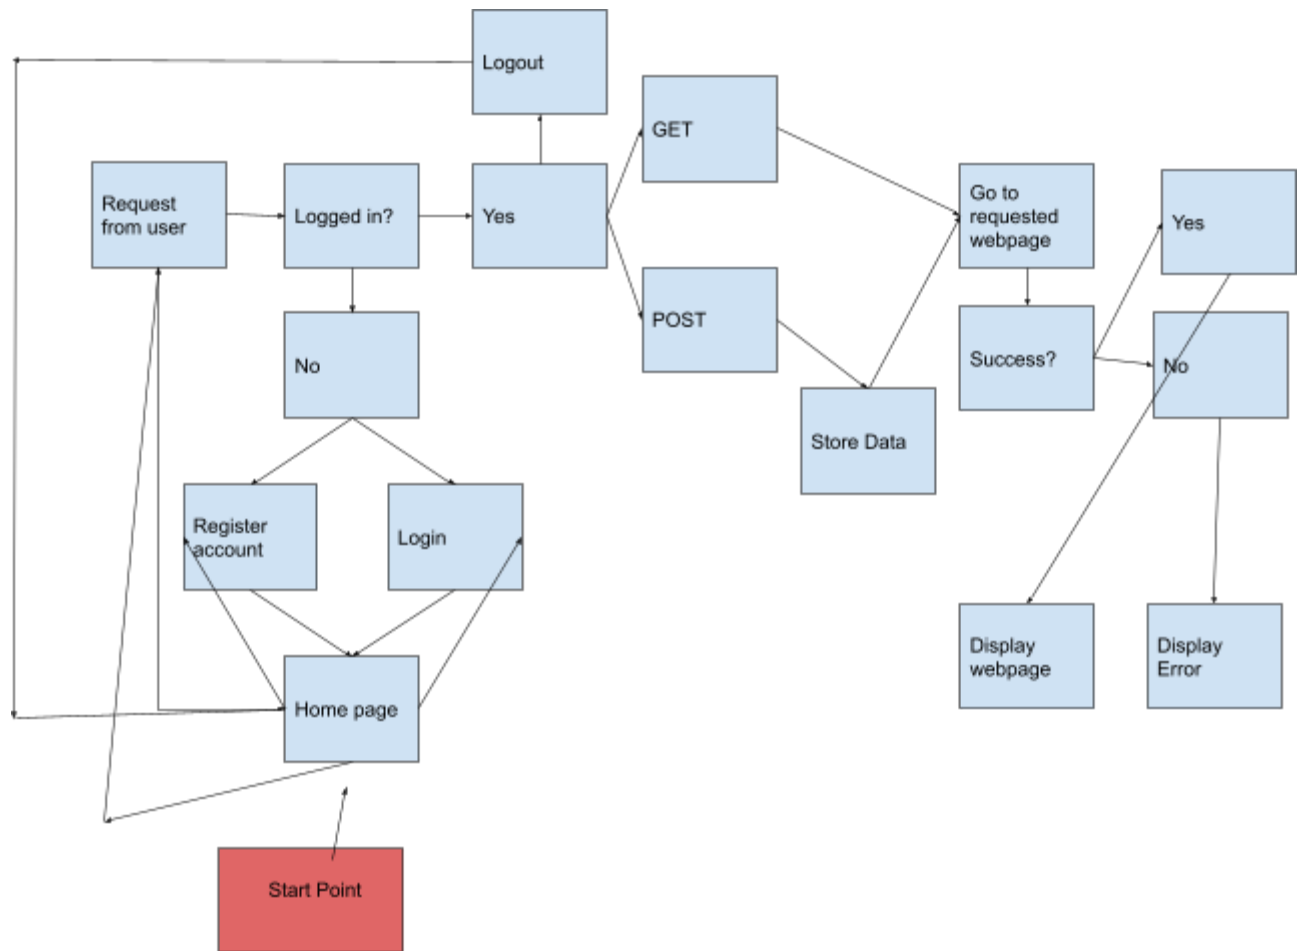 Logout
GET
Request
from user
Logged in?
Yes
Go to
requested
webpage
Yes
POST
No
Success?
No
Store Data
Register
account
Login
Home page
Display
webpage
Display
Error
Start Point